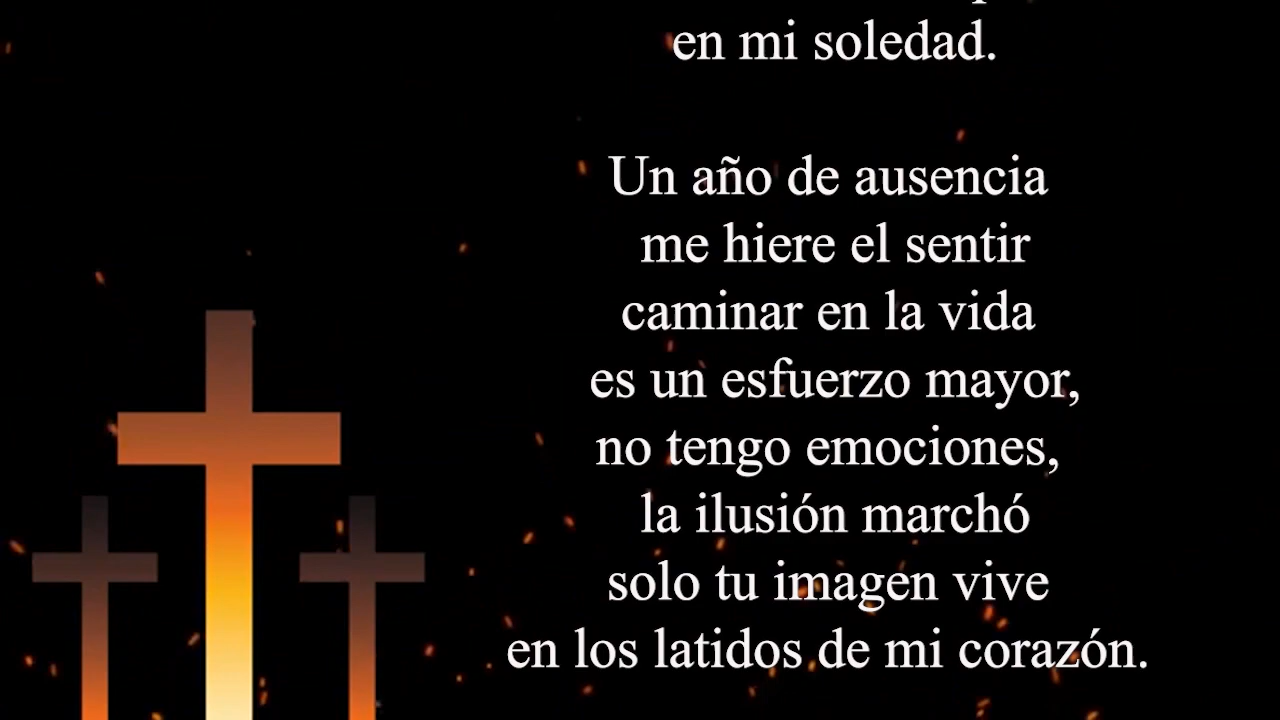 en mi soledad.
Un año de ausencia
me hiere el sentir
caminar en la vida
es un esfuerzo mayor,
no tengo emociones,
la ilusión marchó
solo tu imagen vive
en los latidos de mi corazón.